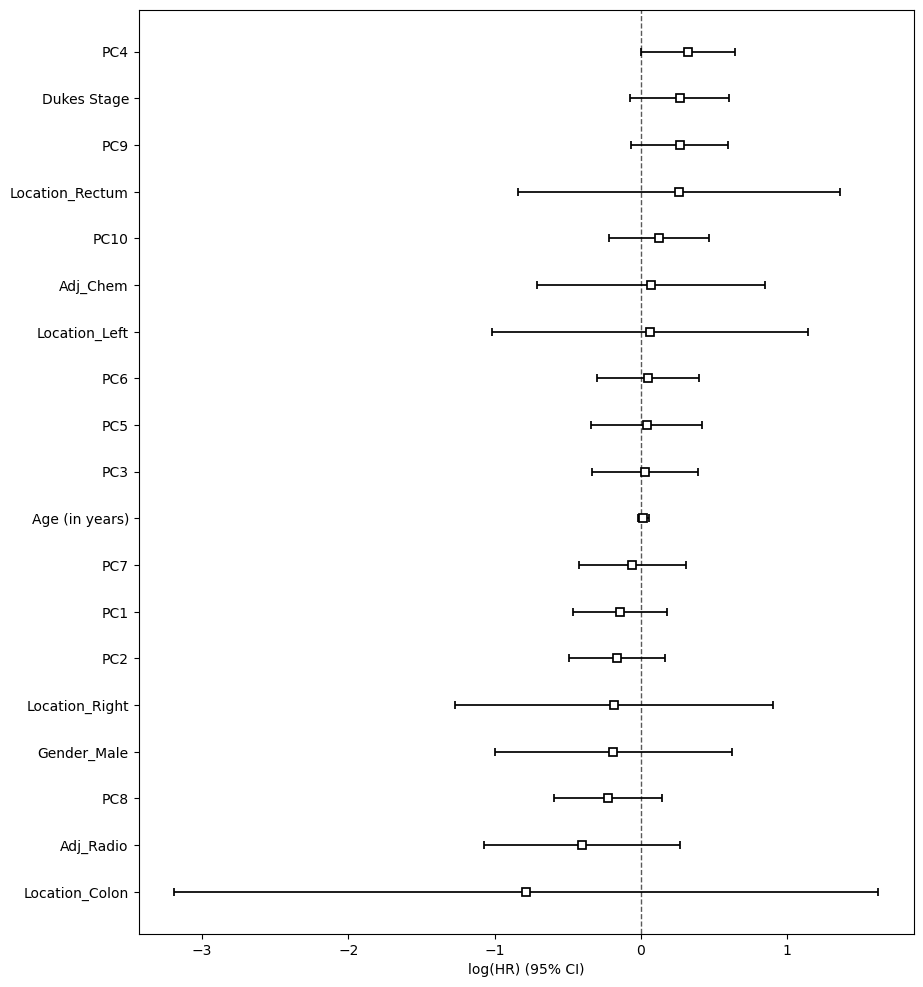 PC4
Dukes Stage
PC9
Location_Rectum
PC10
Adj_Chem
Location_Left
PC6
PC5
PC3
Age (in years)
PC7
PC1
PC2
Location_Right
Gender_Male
PC8
Adj_Radio
Location_Colon
−3 −2 −1 0 1
log(HR) (95% CI)